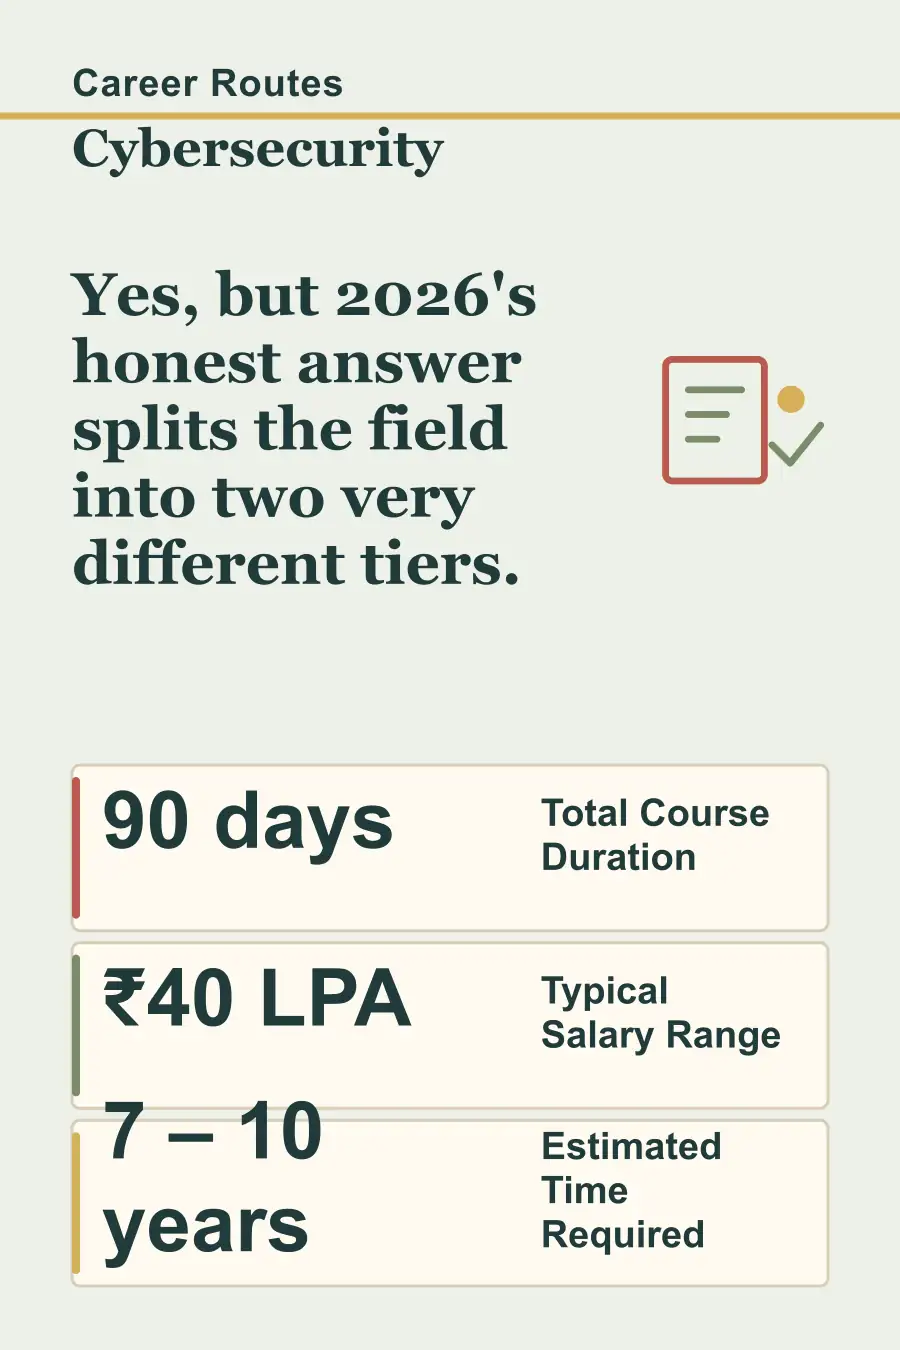 Career Routes
Cybersecurity
Yes, but 2026's
honest answer
splits the field
into two very
different tiers.
90 days
Total Course
Duration
₹40 LPA
Typical
Salary Range
7 – 10
years
Estimated
Time
Required